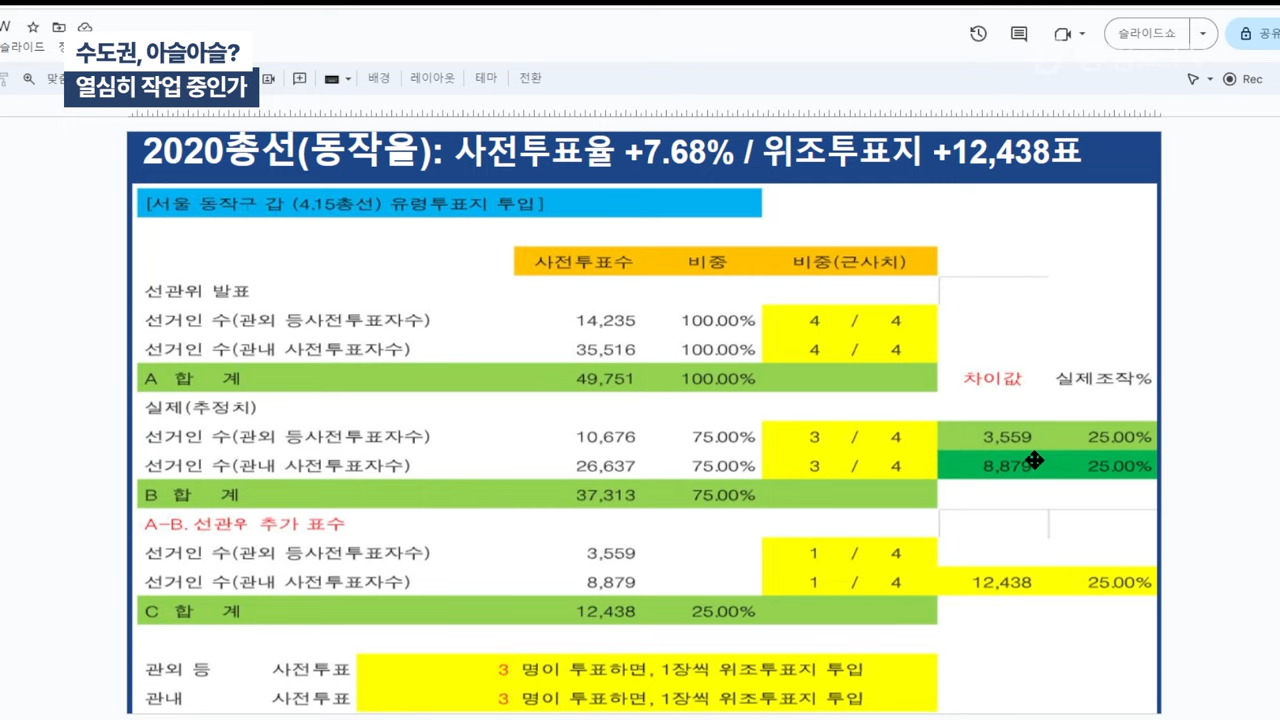 슬라이드
수도권, 아슬아슬?
열심히 작업 중인가
슬라이드쇼
배경 레이아웃 테마 전환
Rec
2020총선(동작을): 사전투표율 +7.68% / 위조투표지 +12,438표
[서울 동작구 갑 (4.15총선) 유령투표지 투입]
사전투표수 비중 비중(근사치)
선관위 발표
선거인 수(관외 등사전투표자수) 14,235 100.00% 4 / 4
선거인 수(관내 사전투표자수) 35,516 100.00% 4 / 4
A 합 계 49,751 100.00% 차이값 실제조작%
실제(추정치)
선거인 수(관외 등사전투표자수) 10,676 75.00% 3 / 4 3,559 25.00%
선거인 수(관내 사전투표자수) 26,637 75.00% 3 / 4 8,879 25.00%
B 합 계 37,313 75.00%
A-B. 선관위 추가 표수
선거인 수(관외 등사전투표자수) 3,559 1 / 4
선거인 수(관내 사전투표자수) 8,879 1 / 4 12,438 25.00%
C 합 계 12,438 25.00%
관외 등 사전투표 3 명이 투표하면, 1장씩 위조투표지 투입
관내 사전투표 3 명이 투표하면, 1장씩 위조투표지 투입